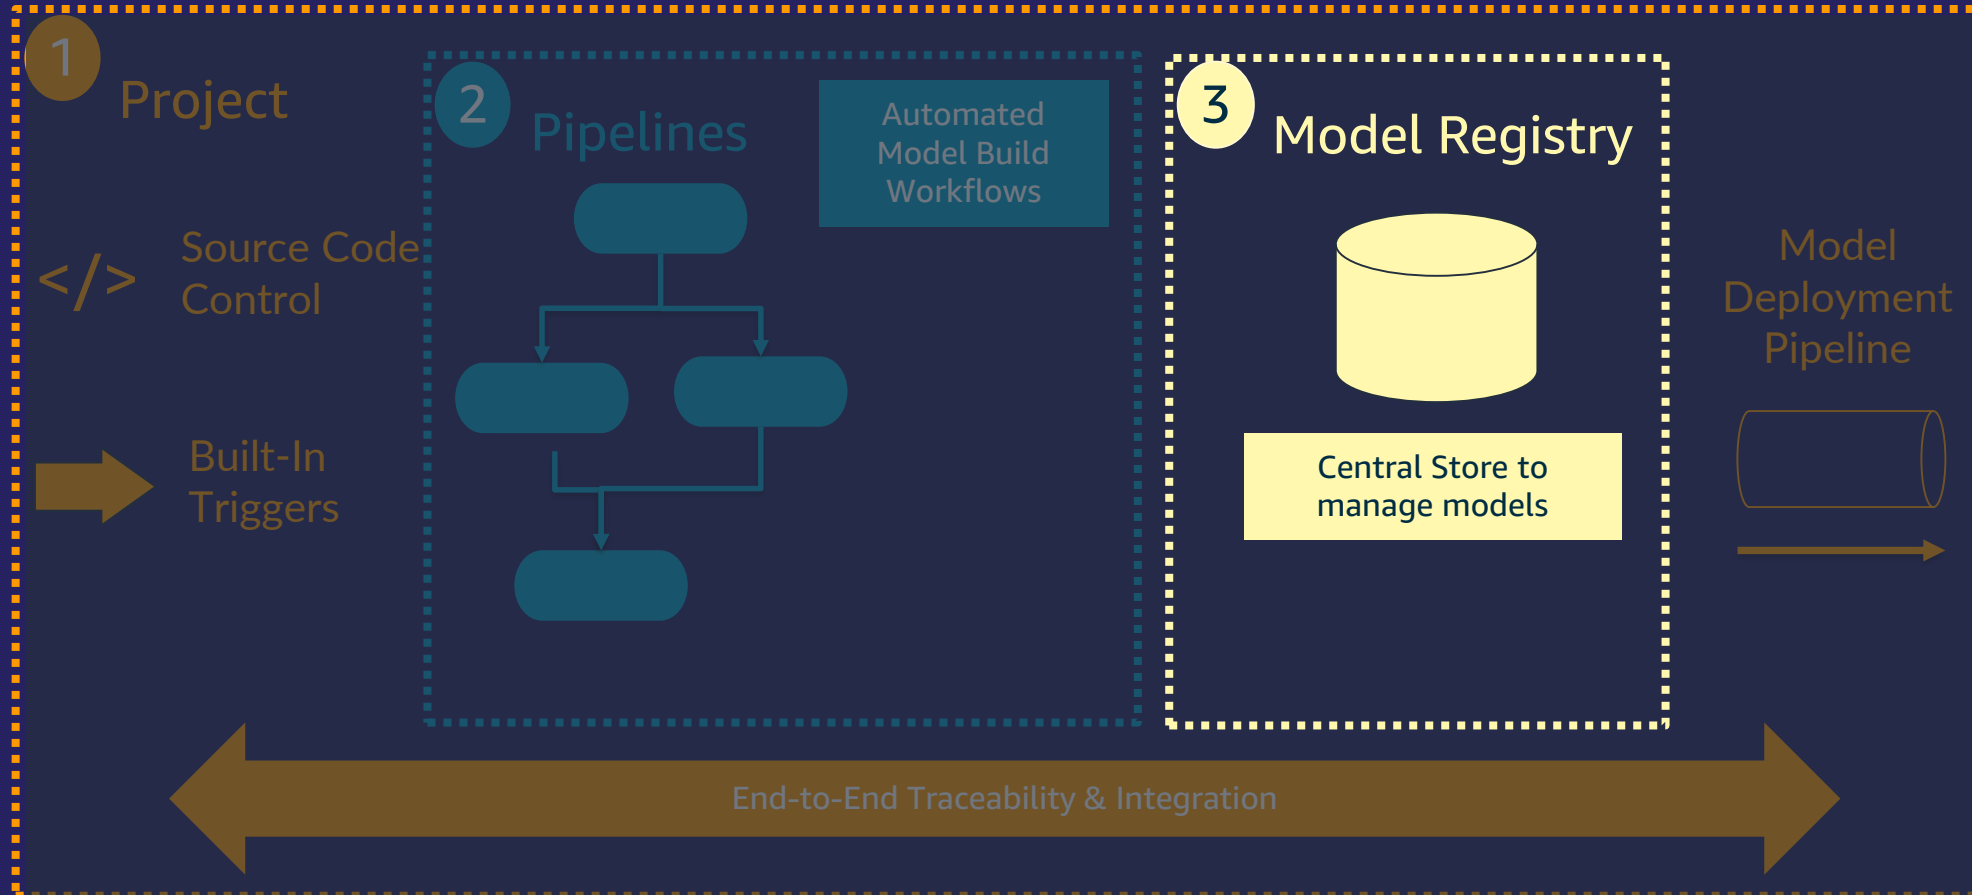 1
Project
</>
Source Code
Control
Built-In
Triggers
2
Pipelines
Automated
Model Build
Workflows
3
Model Registry
Central Store to
manage models
Model
Deployment
Pipeline
End-to-End Traceability & Integration